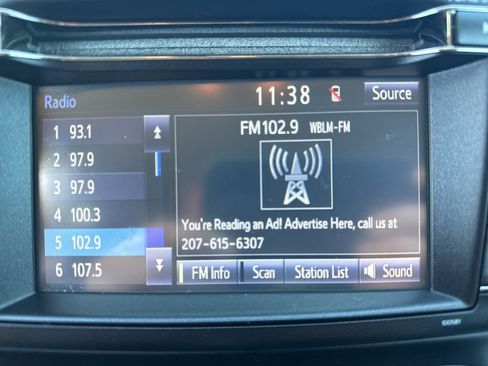 Radio
11:38
Source
1 93.1
2 97.9
3 97.9
4 100.3
5 102.9
6 107.5
FM102.9 WBLM-FM
You're Reading an Ad! Advertise Here, call us at
207-615-6307
FM Info
Scan
Station List
Sound